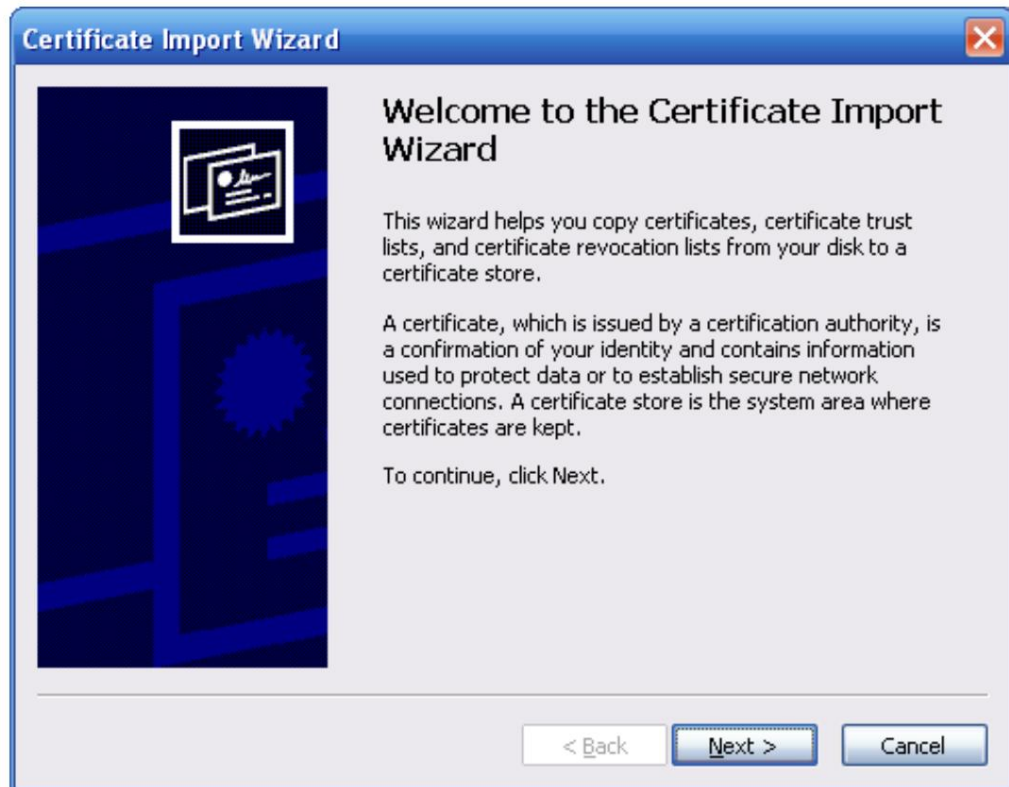 Certificate Import Wizard
Welcome to the Certificate Import
Wizard
This wizard helps you copy certificates, certificate trust
lists, and certificate revocation lists from your disk to a
certificate store.
A certificate, which is issued by a certification authority, is
a confirmation of your identity and contains information
used to protect data or to establish secure network
connections. A certificate store is the system area where
certificates are kept.
To continue, click Next.
< Back
Next >
Cancel